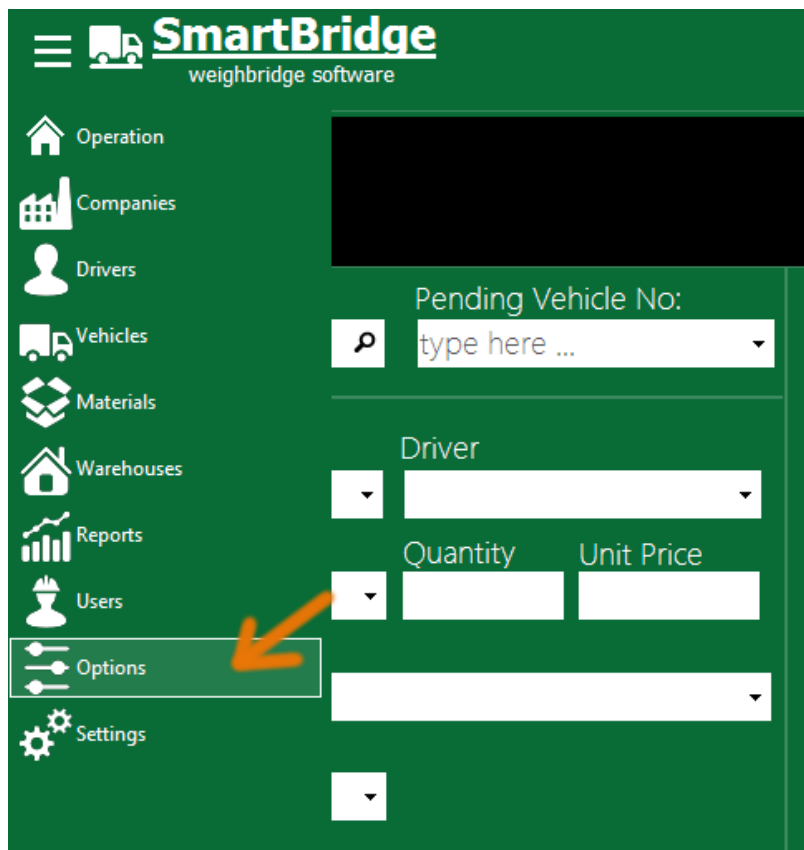 SmartBridge
weighbridge software
Operation
Companies
Drivers
Vehicles
Materials
Warehouses
Reports
Users
Options
Settings
Pending Vehicle No:
type here ...
Driver
Quantity Unit Price